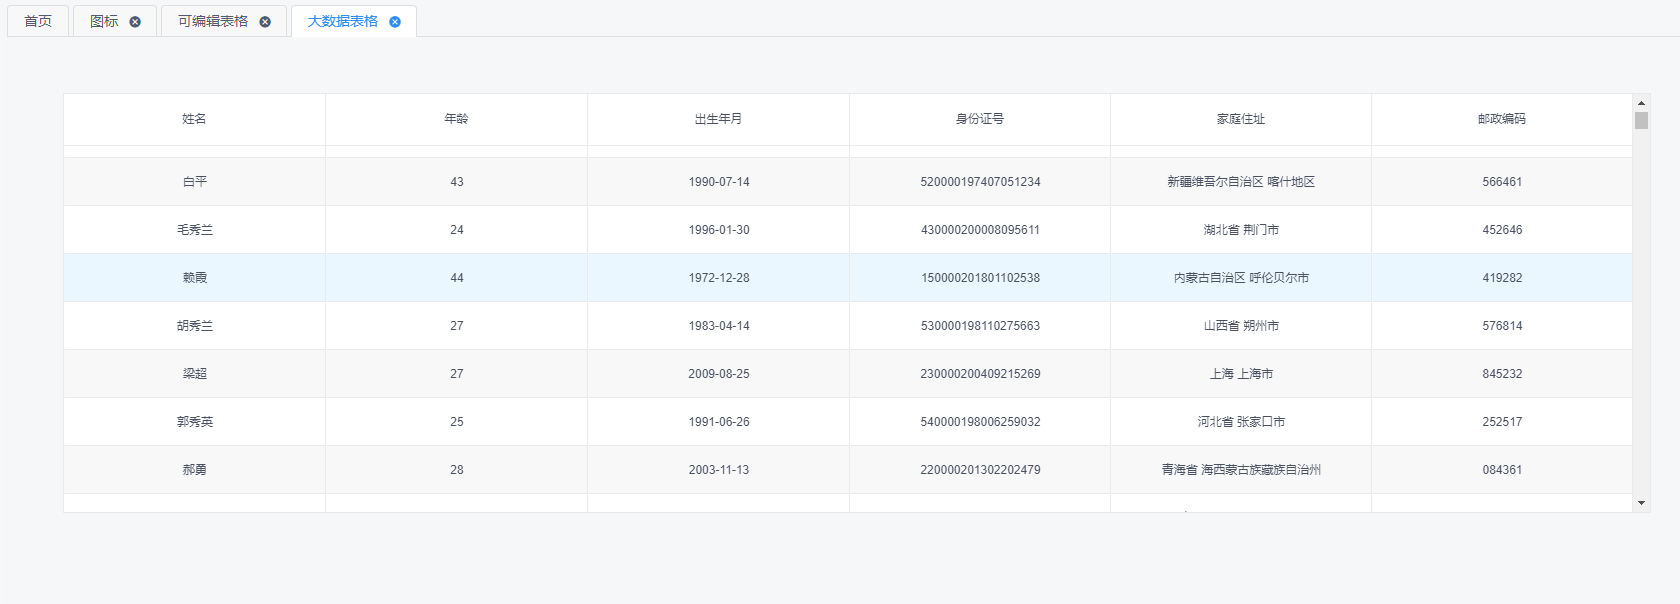 首页 图标 可编辑表格 大数据表格
姓名 年龄 出生年月 身份证号 家庭住址 邮政编码
白平 43 1990-07-14 520000197407051234 新疆维吾尔自治区 喀什地区 566461
毛秀兰 24 1996-01-30 430000200008095611 湖北省 荆门市 452646
赖霞 44 1972-12-28 150000201801102538 内蒙古自治区 呼伦贝尔市 419282
胡秀兰 27 1983-04-14 530000198110275663 山西省 朔州市 576814
梁超 27 2009-08-25 230000200409215269 上海 上海市 845232
郭秀英 25 1991-06-26 540000198006259032 河北省 张家口市 252517
郝勇 28 2003-11-13 220000201302202479 青海省 海西蒙古族藏族自治州 084361